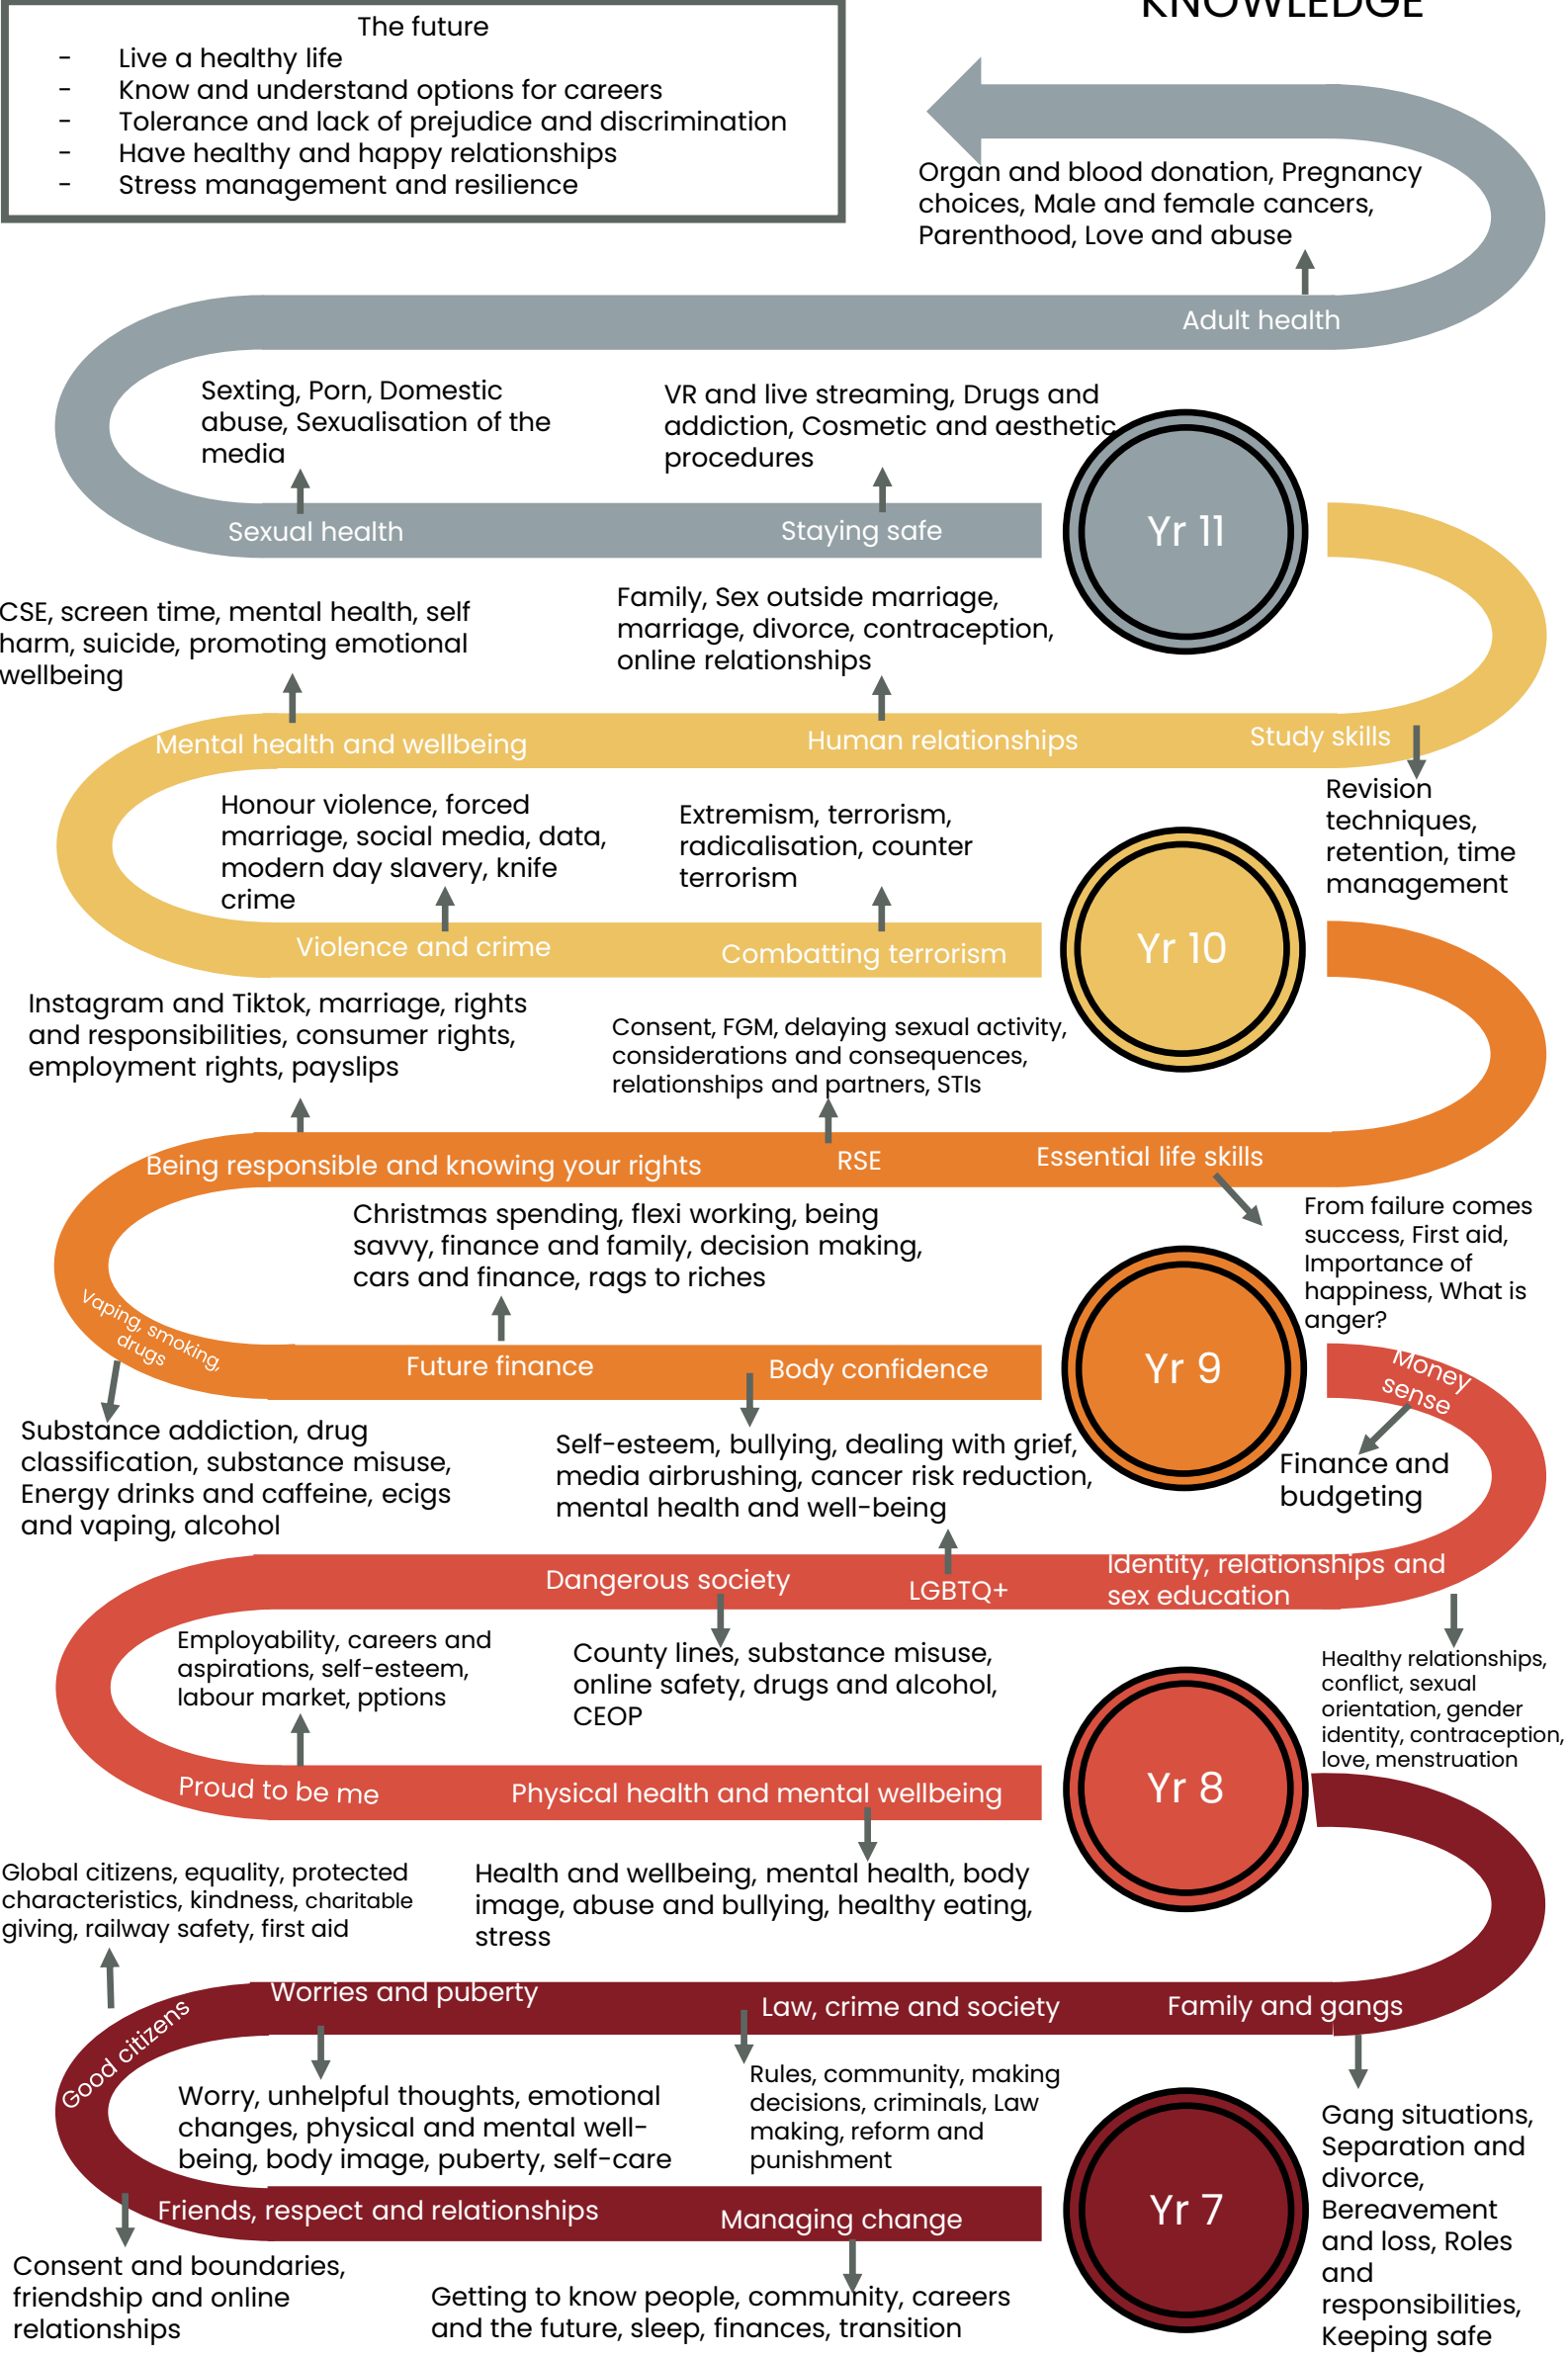 KNOWLEDGE
The future
- Live a healthy life
- Know and understand options for careers
- Tolerance and lack of prejudice and discrimination
- Have healthy and happy relationships
- Stress management and resilience
Organ and blood donation, Pregnancy
choices, Male and female cancers,
Parenthood, Love and abuse
Adult health
Sexting, Porn, Domestic
abuse, Sexualisation of the
media
VR and live streaming, Drugs and
addiction, Cosmetic and aesthetic
procedures
Sexual health
Staying safe
Yr 11
CSE, screen time, mental health, self
harm, suicide, promoting emotional
wellbeing
Family, Sex outside marriage,
marriage, divorce, contraception,
online relationships
Mental health and wellbeing
Human relationships
Study skills
Revision
techniques,
retention, time
management
Honour violence, forced
marriage, social media, data,
modern day slavery, knife
crime
Extremism, terrorism,
radicalisation, counter
terrorism
Violence and crime
Combatting terrorism
Yr 10
Instagram and Tiktok, marriage, rights
and responsibilities, consumer rights,
employment rights, payslips
Consent, FGM, delaying sexual activity,
considerations and consequences,
relationships and partners, STIs
Being responsible and knowing your rights
RSE
Essential life skills
From failure comes
success, First aid,
Importance of
happiness, What is
anger?
Christmas spending, flexi working, being
savvy, finance and family, decision making,
cars and finance, rags to riches
Vaping, smoking,
drugs
Future finance
Body confidence
Yr 9
Money
sense
Finance and
budgeting
Substance addiction, drug
classification, substance misuse,
Energy drinks and caffeine, ecigs
and vaping, alcohol
Self-esteem, bullying, dealing with grief,
media airbrushing, cancer risk reduction,
mental health and well-being
Dangerous society
LGBTQ+
Identity, relationships and
sex education
Employability, careers and
aspirations, self-esteem,
labour market, pptions
County lines, substance misuse,
online safety, drugs and alcohol,
CEOP
Healthy relationships,
conflict, sexual
orientation, gender
identity, contraception,
love, menstruation
Proud to be me
Physical health and mental wellbeing
Yr 8
Global citizens, equality, protected
characteristics, kindness, charitable
giving, railway safety, first aid
Health and wellbeing, mental health, body
image, abuse and bullying, healthy eating,
stress
Worries and puberty
Law, crime and society
Family and gangs
Good citizens
Worry, unhelpful thoughts, emotional
changes, physical and mental well-
being, body image, puberty, self-care
Rules, community, making
decisions, criminals, Law
making, reform and
punishment
Gang situations,
Separation and
divorce,
Bereavement
and loss, Roles
and
responsibilities,
Keeping safe
Friends, respect and relationships
Managing change
Yr 7
Consent and boundaries,
friendship and online
relationships
Getting to know people, community, careers
and the future, sleep, finances, transition